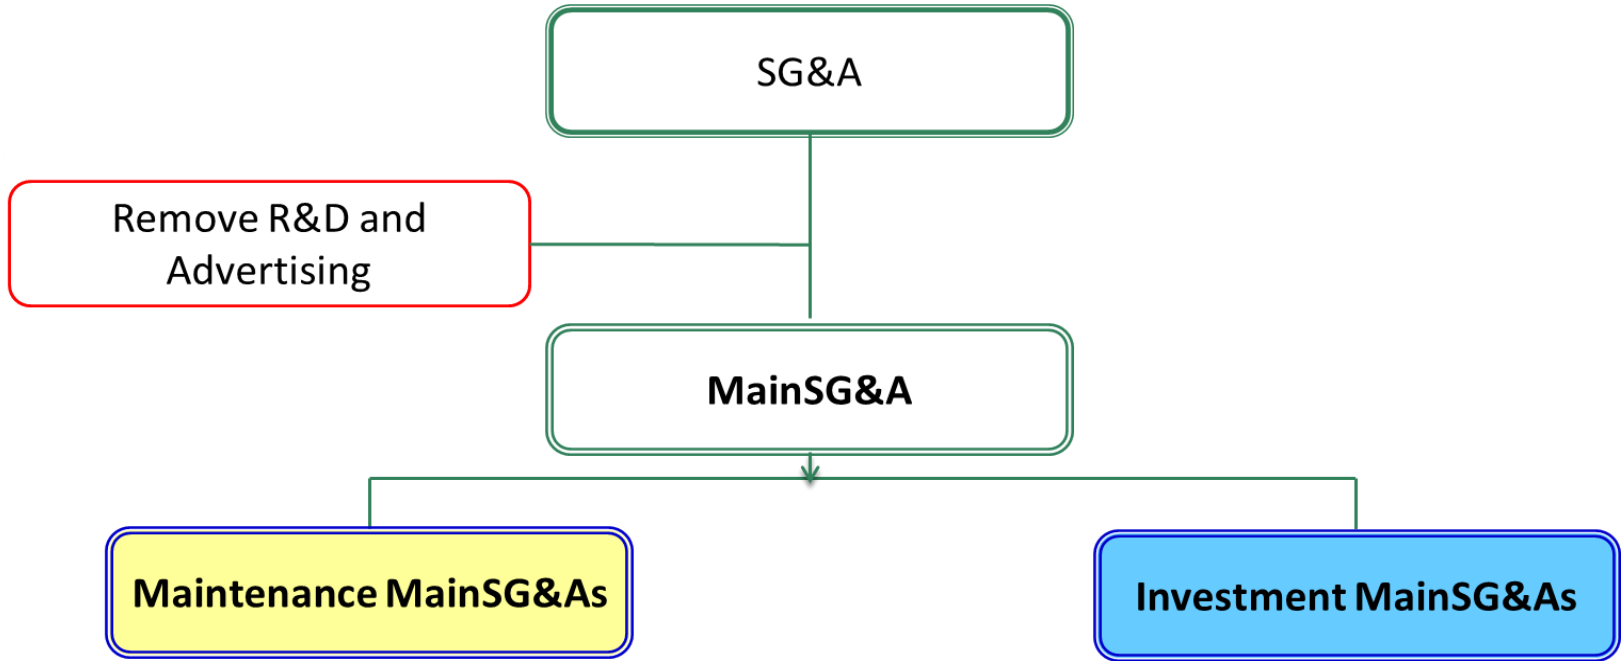 SG&A
Remove R&D and
Advertising
MainSG&A
Maintenance MainSG&As
Investment MainSG&As